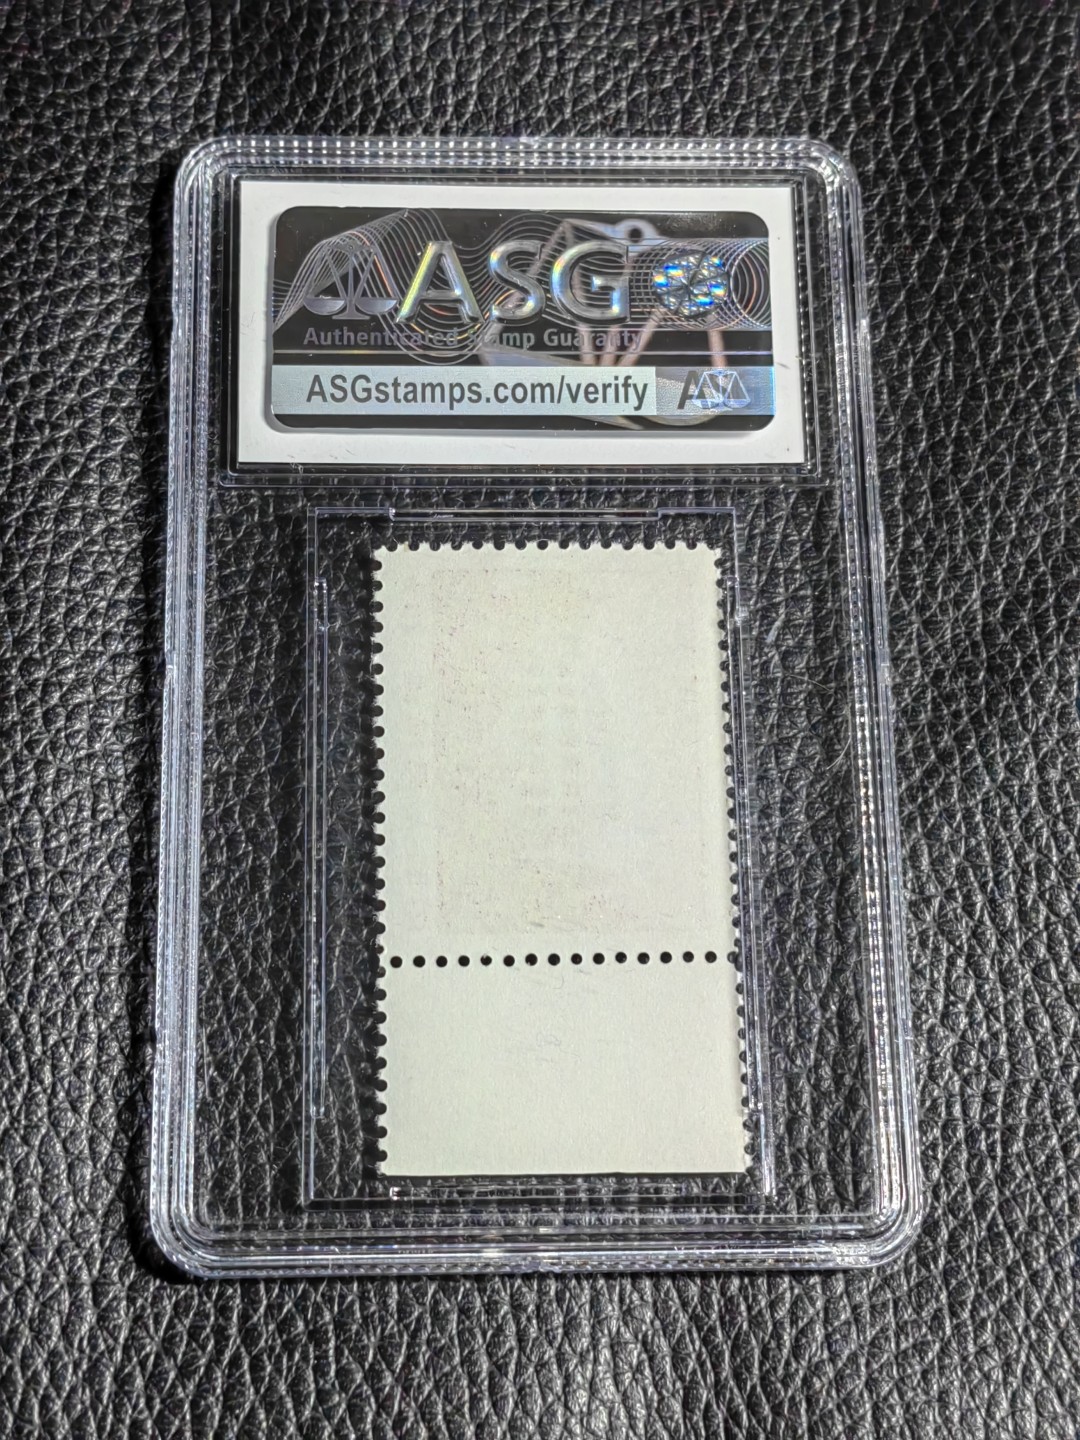 ASG
Authenticated Stamp Guaranty
ASGstamps.com/verify